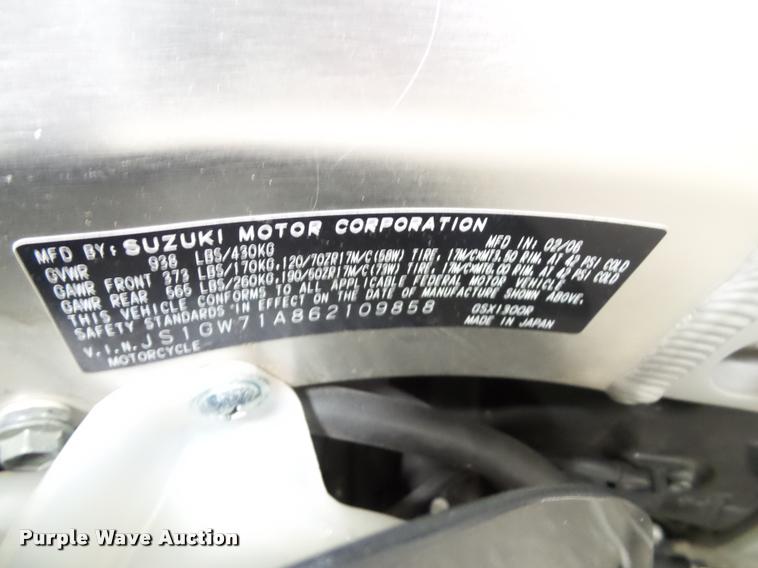 MFD BY: SUZUKI MOTOR CORPORATION MFD IN: 02/06
GVWR 938 LBS/430KG
GAWR FRONT 373 LBS/170KG, 120/70ZR17M/C(58W) TIRE, 17M/C×MT3.50 RIM, AT 42 PSI COLD
GAWR REAR 565 LBS/260KG, 190/50ZR17M/C(73W) TIRE, 17M/C×MT6.00 RIM, AT 42 PSI COLD
THIS VEHICLE CONFORMS TO ALL APPLICABLE FEDERAL MOTOR VEHICLE
SAFETY STANDARDS IN EFFECT ON THE DATE OF MANUFACTURE SHOWN ABOVE.
V.I.N. JS1GW71A862109858 GSX1300R
MOTORCYCLE MADE IN JAPAN
Purple Wave Auction